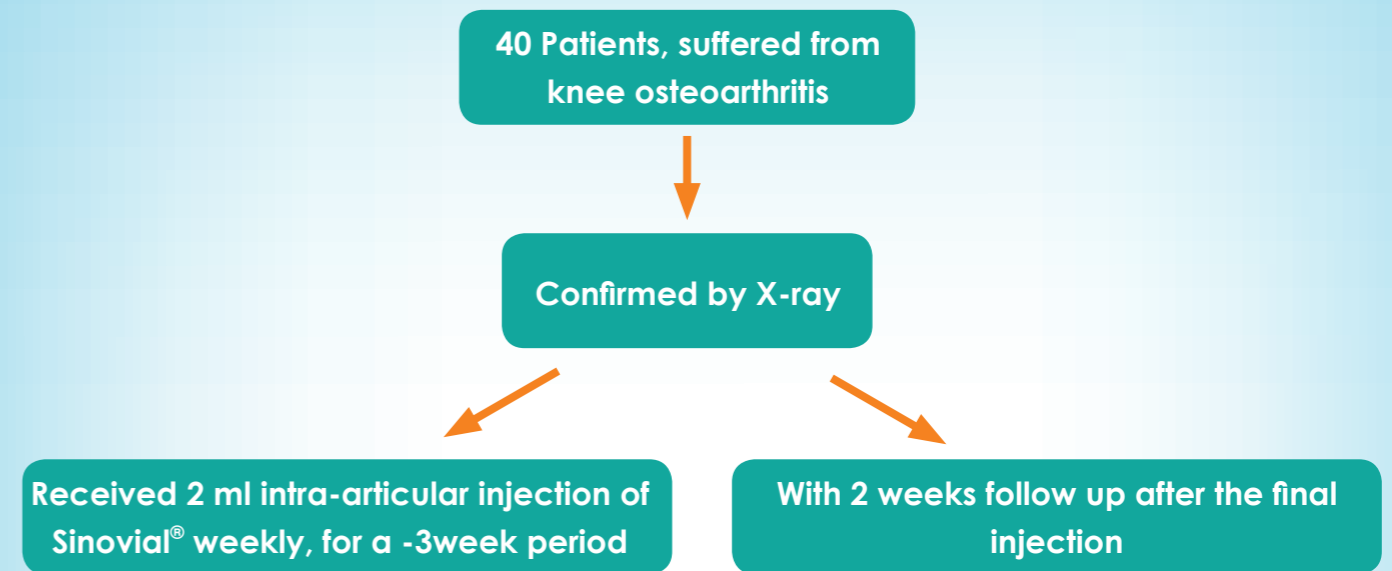 40 Patients, suffered from
knee osteoarthritis
Confirmed by X-ray
Received 2 ml intra-articular injection of
Sinovial® weekly, for a -3week period
With 2 weeks follow up after the final
injection